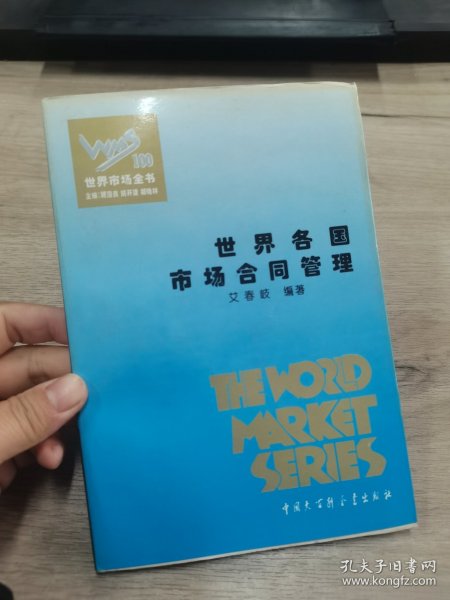 WMS
100
世界市场全书
世界各国
市场合同管理
艾春岐 编著
THE WORLD
MARKET
SERIES
中国大百科全书出版社
孔夫子旧书网
www.kongfz.com